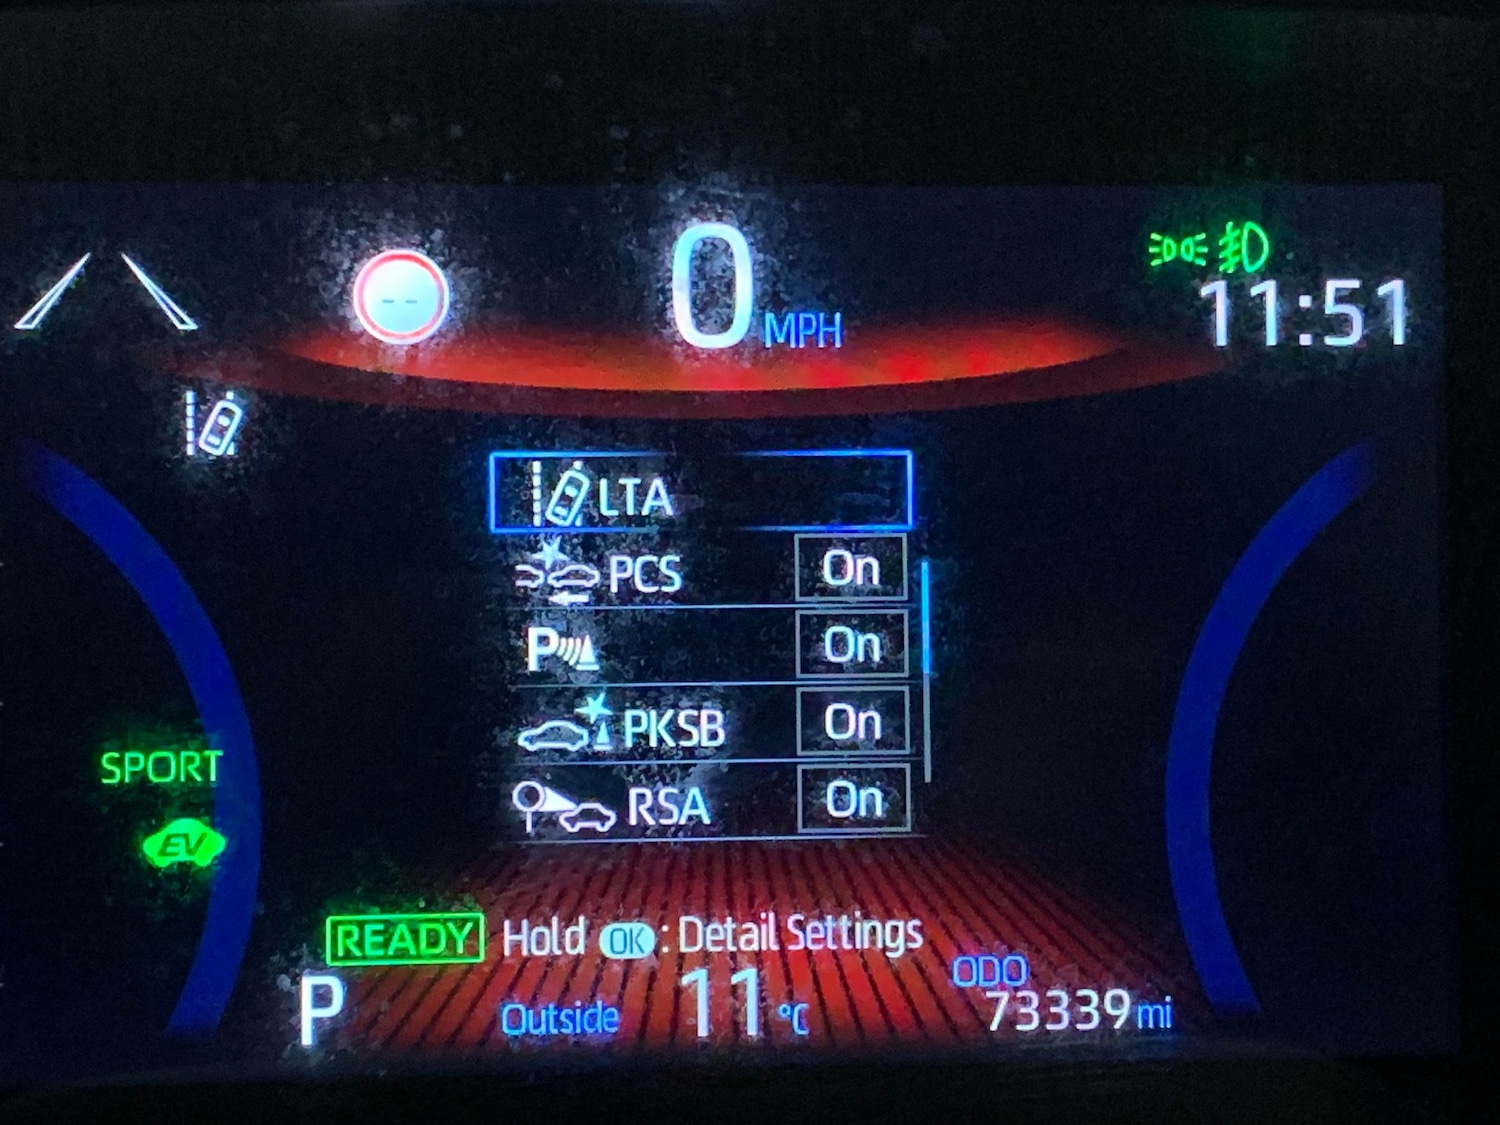 0 MPH
11:51
- -
LTA
PCS On
P On
PKSB On
RSA On
SPORT
EV
READY Hold OK : Detail Settings
P Outside 11 °C
ODO
73339 mi